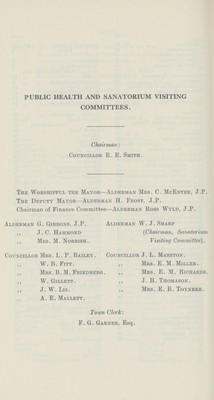 PUBLIC HEALTH AND SANATORIUM VISITING
COMMITTEES.
Chairman:
COUNCILLOR R. E. SMITH.
THE WORSHIPFUL THE MAYOR—ALDERMAN MRS. C. MCENTEE, J.P.
THE DEPUTY MAYOR—ALDERMAN H. FROST, J.P.
Chairman of Finance Committee—ALDERMAN ROSS WYLD, J.P.
ALDERMAN G. GIBBONS, J.P.
„ J. C. HAMMOND
„ MRS. M. NORRISH.
ALDERMAN W. J. SHARP
(Chairman, Sanatorium
Visiting Committee).
COUNCILLOR MRS. L. P. BAILEY.
„ W. B. FITT.
„ MRS. B. M. FRIEDBERG.
„ W. GILLETT.
„ J. W. LIS.
„ A. E. MALLETT.
COUNCILLOR J. L. MARSTON.
„ MRS. E. M. MILLER.
„ MRS. E. M. RICHARDS.
„ J. H. THOMASON.
„ MRS. E. R. TOYNBEE.
Town Clerk:
F. G. GARNER, Esq.